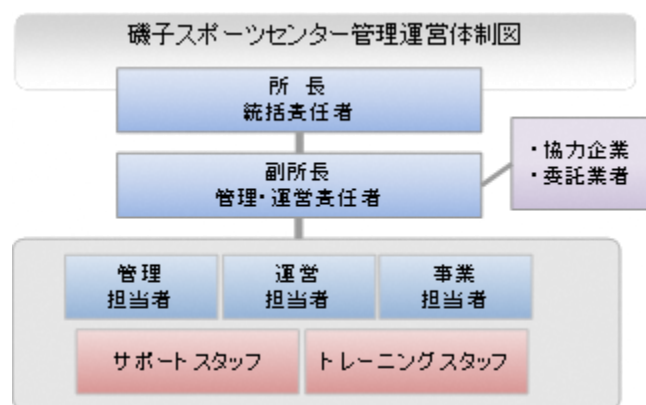 磯子スポーツセンター管理運営体制図
所 長
統括責任者
副所長
管理・運営責任者
・協力企業
・委託業者
管理
担当者
運営
担当者
事業
担当者
サポートスタッフ
トレーニングスタッフ